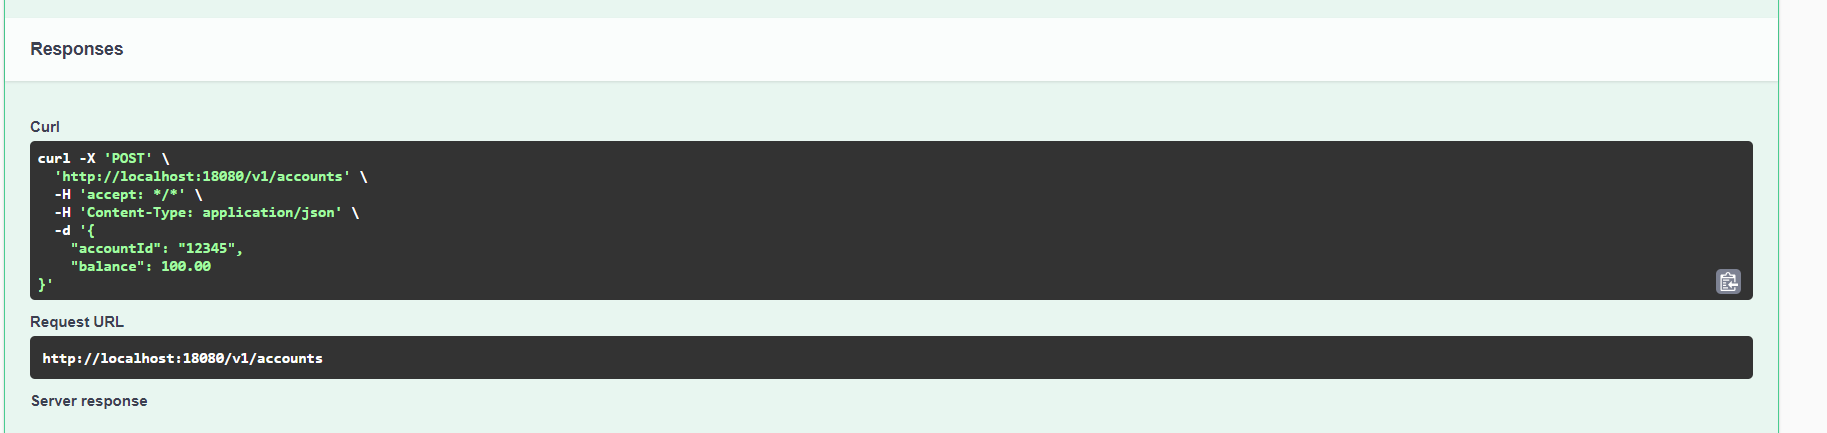 Responses
Curl
curl -X 'POST' \
  'http://localhost:18080/v1/accounts' \
  -H 'accept: */*' \
  -H 'Content-Type: application/json' \
  -d '{
    "accountId": "12345",
    "balance": 100.00
}'
Request URL
http://localhost:18080/v1/accounts
Server response